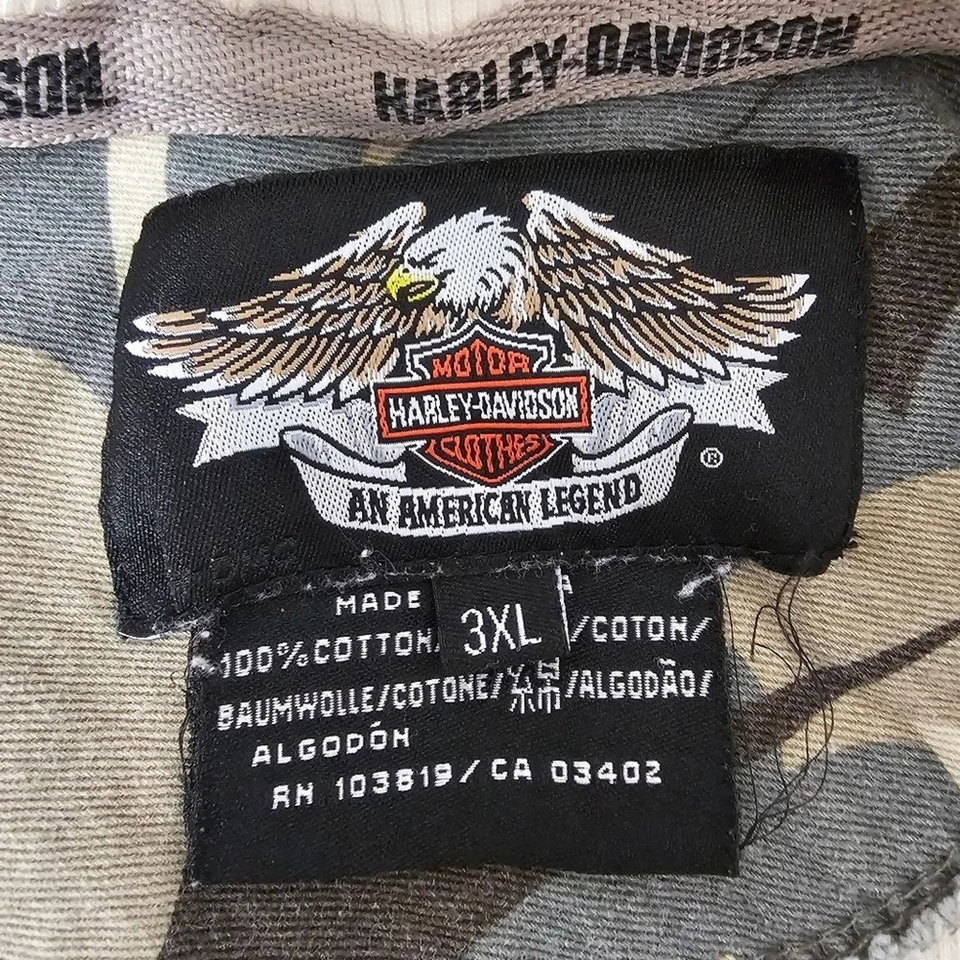 SON.
HARLEY-DAVIDSON
MOTOR
HARLEY-DAVIDSON
CLOTHES
®
AN AMERICAN LEGEND
MADE
3XL
100% COTTON/ /COTON/
BAUMWOLLE/COTONE/綿/ALGODÃO/
ALGODÓN
RN 103819/CA 03402